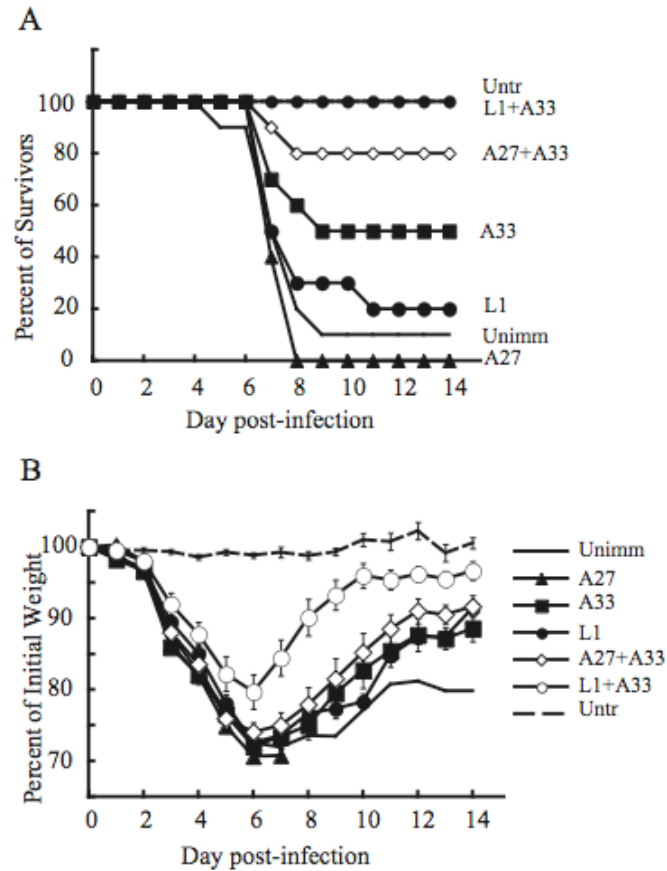 A
Percent of Survivors
100
80
60
40
20
0
Untr
L1+A33
A27+A33
A33
L1
Unimm
A27
0 2 4 6 8 10 12 14
Day post-infection
B
Percent of Initial Weight
100
90
80
70
Unimm
A27
A33
L1
A27+A33
L1+A33
Untr
0 2 4 6 8 10 12 14
Day post-infection